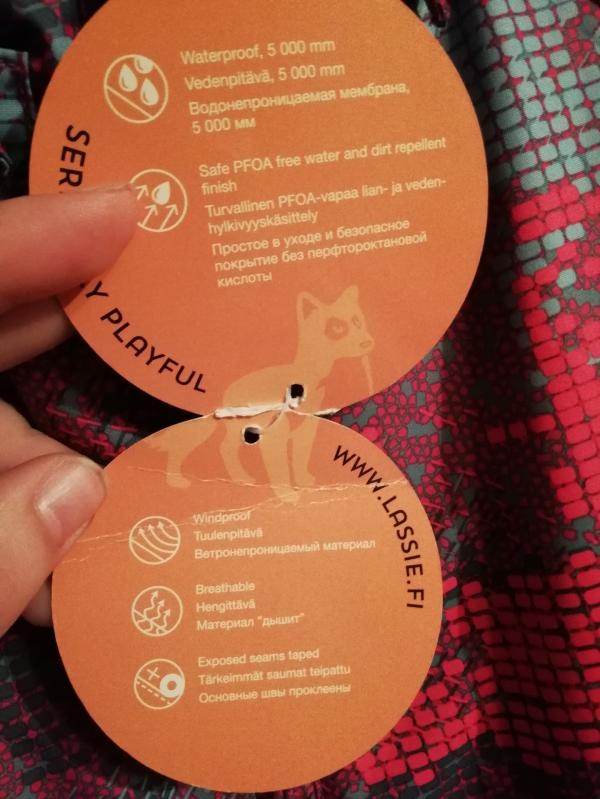 Waterproof, 5 000 mm
Vedenpitävä, 5 000 mm
Водонепроницаемая мембрана,
5 000 мм
Safe PFOA free water and dirt repellent
finish
Turvallinen PFOA-vapaa lian- ja veden-
hylkivyyskäsittely
Простое в уходе и безопасное
покрытие без перфтороктановой
кислоты
PLAYFUL
WWW.LASSIE.FI
Windproof
Tuulenpitävä
Ветронепроницаемый материал
Breathable
Hengittävä
Материал "дышит"
Exposed seams taped
Tärkeimmät saumat teipattu
Основные швы проклеены